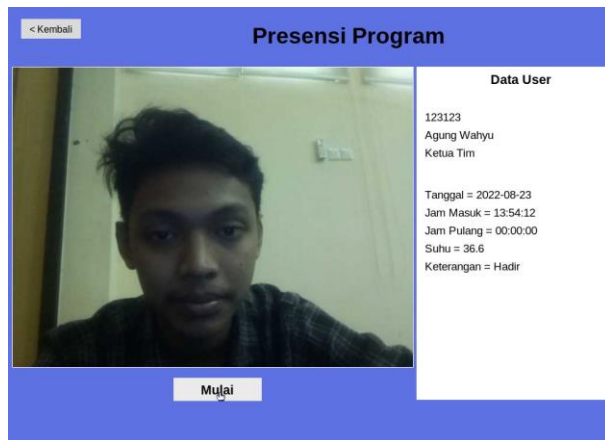 < Kembali
Presensi Program
Data User
123123
Agung Wahyu
Ketua Tim
Tanggal = 2022-08-23
Jam Masuk = 13:54:12
Jam Pulang = 00:00:00
Suhu = 36.6
Keterangan = Hadir
Mulai